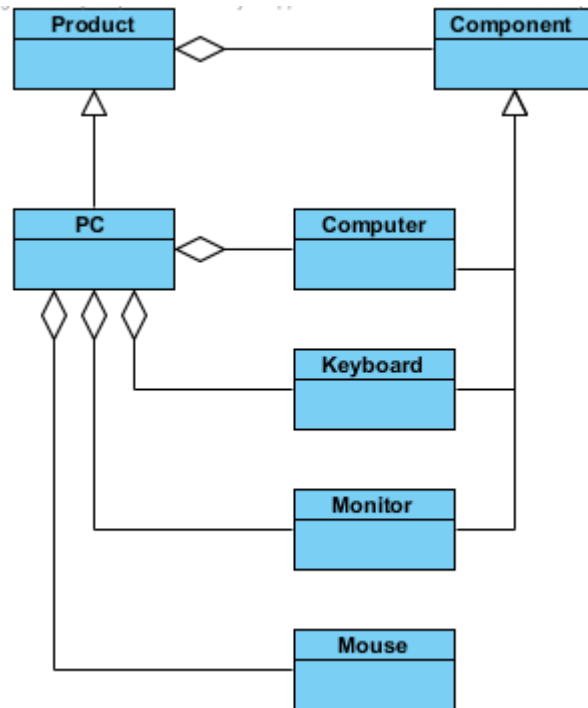 Product
Component
PC
Computer
Keyboard
Monitor
Mouse